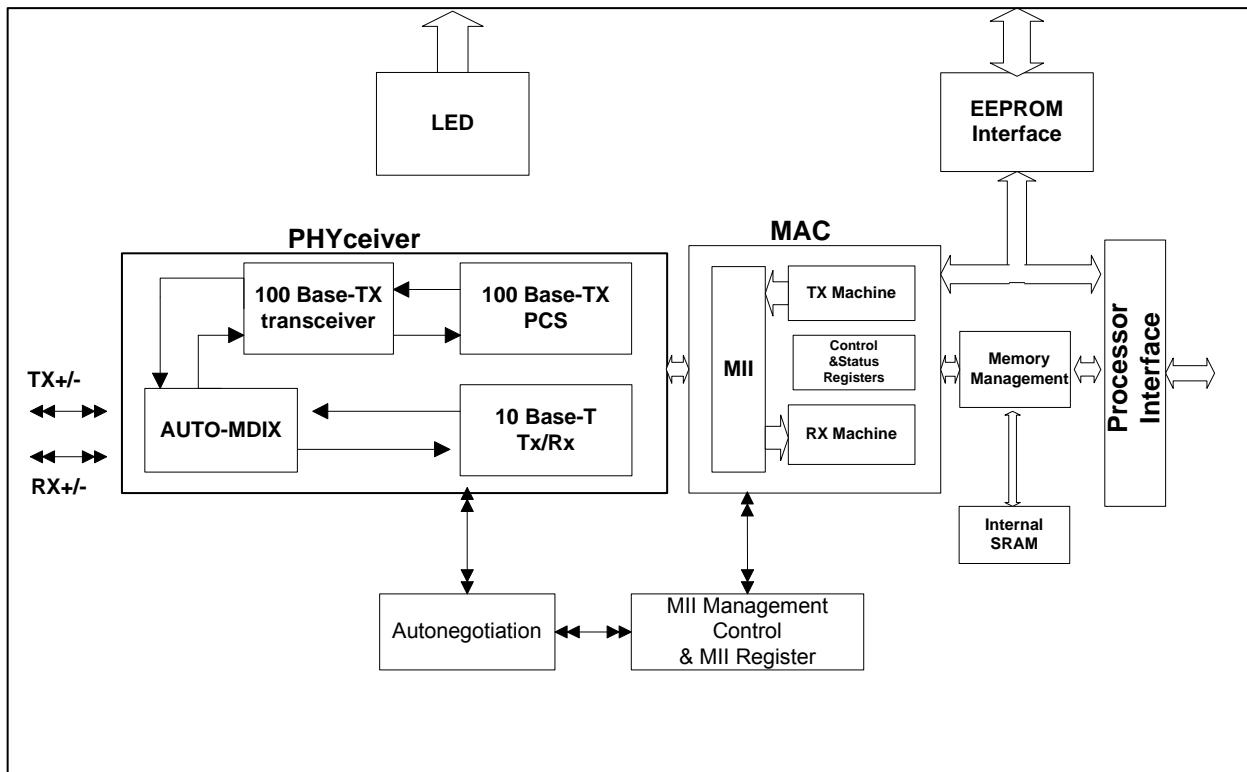 LED
EEPROM
Interface
PHYceiver
MAC
100 Base-TX
transceiver
100 Base-TX
PCS
AUTO-MDIX
10 Base-T
Tx/Rx
TX+/-
RX+/-
MII
TX Machine
Control
&Status
Registers
RX Machine
Memory
Management
Internal
SRAM
Processor
Interface
Autonegotiation
MII Management
Control
& MII Register